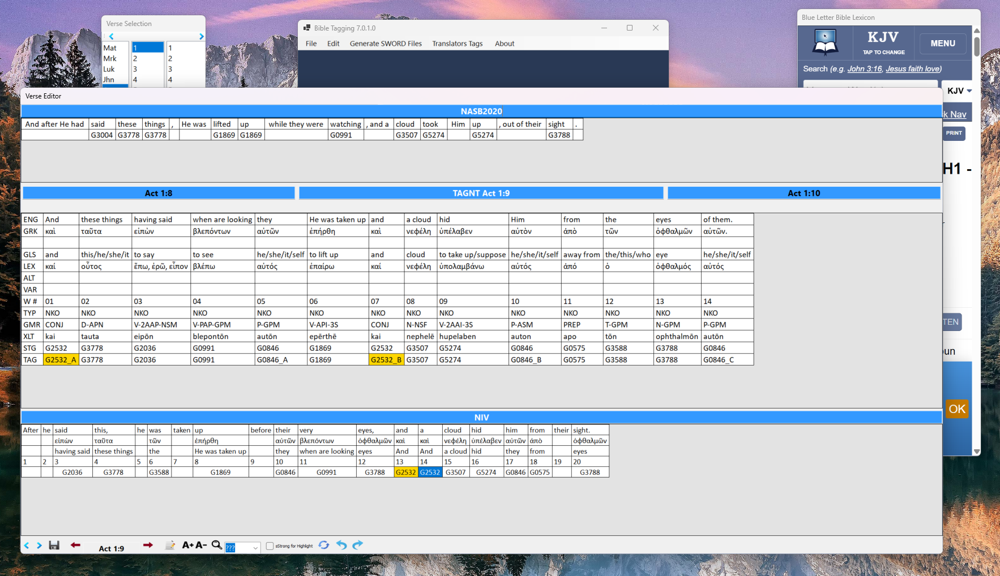 Verse Selection
Mat 1 1
Mrk 2 2
Luk 3 3
Jhn 4 4
Bible Tagging 7.0.1.0
File Edit Generate SWORD Files Translators Tags About
Blue Letter Bible Lexicon
KJV
TAP TO CHANGE
MENU
Search (e.g. John 3:16, Jesus faith love)
KJV
k Nav
PRINT
H1 -
TEN
oun
OK
Verse Editor
NASB2020
And after He had said these things , He was lifted up while they were watching , and a cloud took Him up , out of their sight .
G3004 G3778 G3778 G1869 G1869 G0991 G3507 G5274 G5274 G3788
Act 1:8 TAGNT Act 1:9 Act 1:10
ENG And these things having said when are looking they He was taken up and a cloud hid Him from the eyes of them.
GRK καὶ ταῦτα εἰπὼν βλεπόντων αὐτῶν ἐπήρθη καὶ νεφέλη ὑπέλαβεν αὐτὸν ἀπὸ τῶν ὀφθαλμῶν αὐτῶν.
GLS and this/he/she/it to say to see he/she/it/self to lift up and cloud to take up/suppose he/she/it/self away from the/this/who eye he/she/it/self
LEX καί οὗτος ἔπω, ἐρῶ, εἶπον βλέπω αὐτός ἐπαίρω καί νεφέλη ὑπολαμβάνω αὐτός ἀπό ὁ ὀφθαλμός αὐτός
ALT
VAR
W # 01 02 03 04 05 06 07 08 09 10 11 12 13 14
TYP NKO NKO NKO NKO NKO NKO NKO NKO NKO NKO NKO NKO NKO NKO
GMR CONJ D-APN V-2AAP-NSM V-PAP-GPM P-GPM V-API-3S CONJ N-NSF V-2AAI-3S P-ASM PREP T-GPM N-GPM P-GPM
XLT kai tauta eipōn blepontōn autōn epērthē kai nephelē hupelaben auton apo tōn ophthalmōn autōn
STG G2532 G3778 G2036 G0991 G0846 G1869 G2532 G3507 G5274 G0846 G0575 G3588 G3788 G0846
TAG G2532_A G3778 G2036 G0991 G0846_A G1869 G2532_B G3507 G5274 G0846_B G0575 G3588 G3788 G0846_C
NIV
After he said this, he was taken up before their very eyes, and a cloud hid him from their sight.
εἰπὼν ταῦτα τῶν ἐπήρθη αὐτῶν βλεπόντων ὀφθαλμῶν καὶ καὶ νεφέλη ὑπέλαβεν αὐτῶν ἀπὸ ὀφθαλμῶν
having said these things the He was taken up they when are looking eyes And And a cloud hid they from eyes
1 2 3 4 5 6 7 8 9 10 11 12 13 14 15 16 17 18 19 20
G2036 G3778 G3588 G1869 G0846 G0991 G3788 G2532 G2532 G3507 G5274 G0846 G0575 G3788
Act 1:9 A+ A- ??? sStrong for Highlight